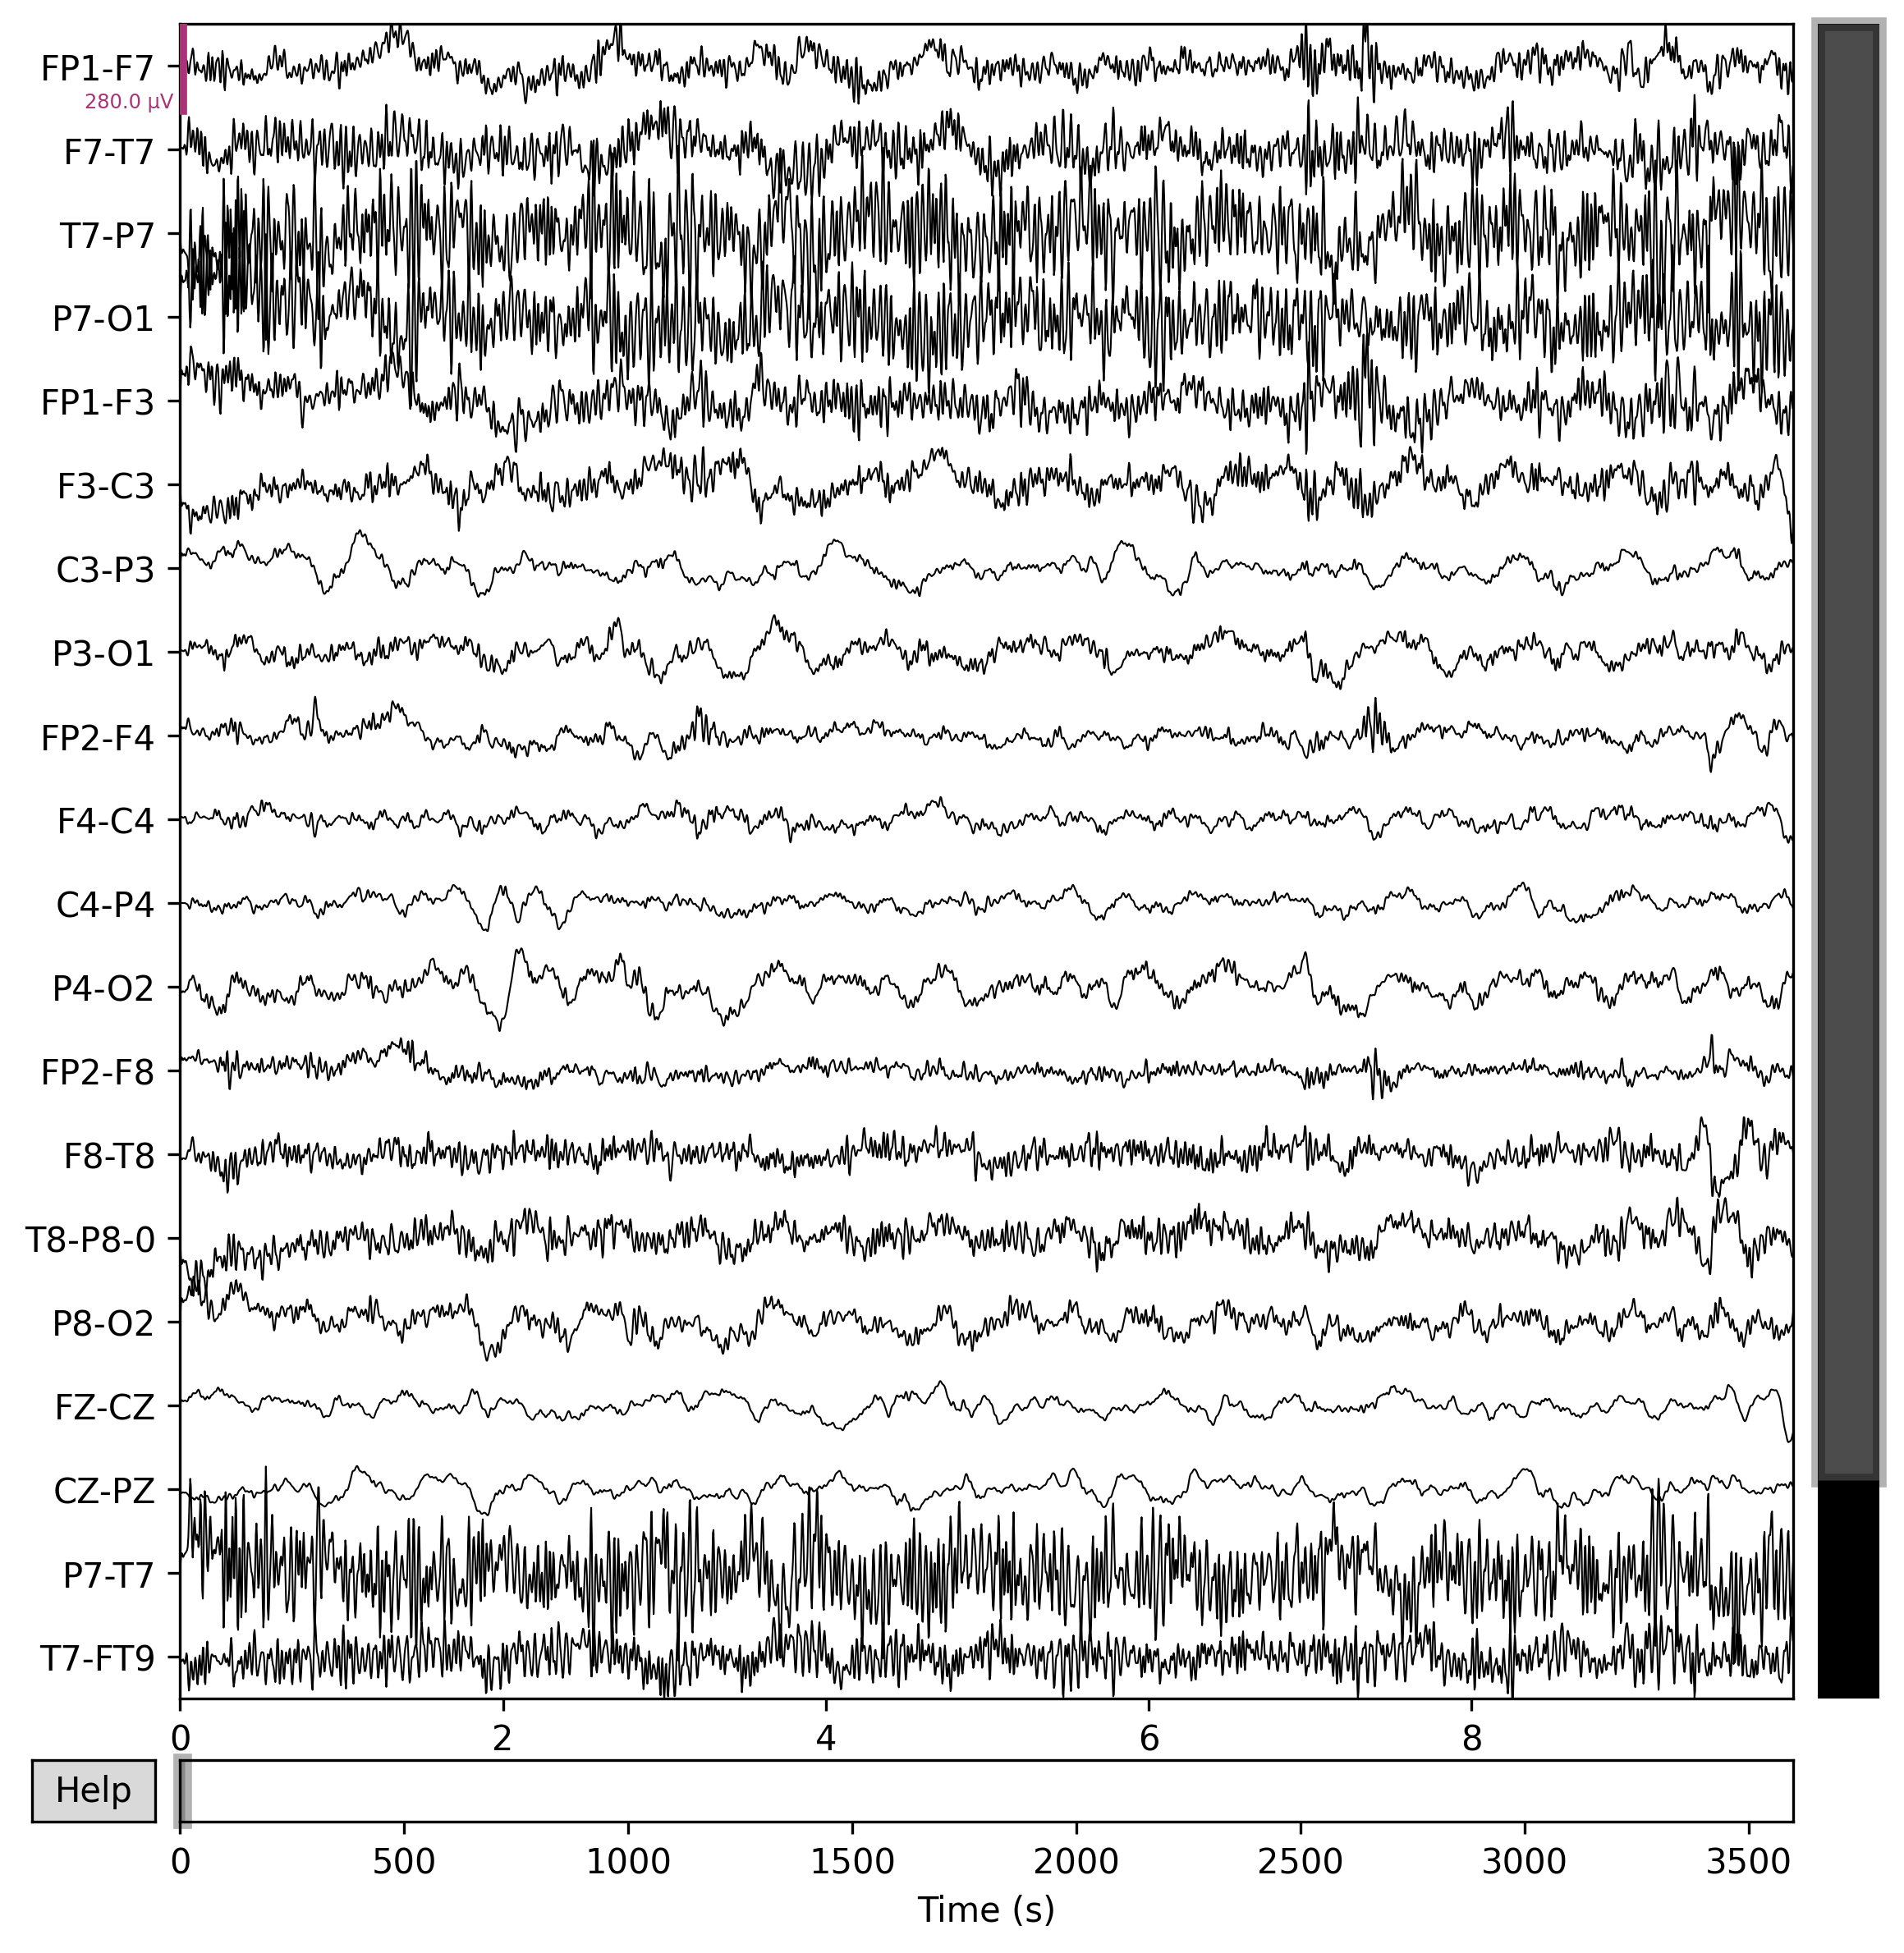 FP1-F7
280.0 µV
F7-T7
T7-P7
P7-O1
FP1-F3
F3-C3
C3-P3
P3-O1
FP2-F4
F4-C4
C4-P4
P4-O2
FP2-F8
F8-T8
T8-P8-0
P8-O2
FZ-CZ
CZ-PZ
P7-T7
T7-FT9
0 2 4 6 8
Help
0 500 1000 1500 2000 2500 3000 3500
Time (s)